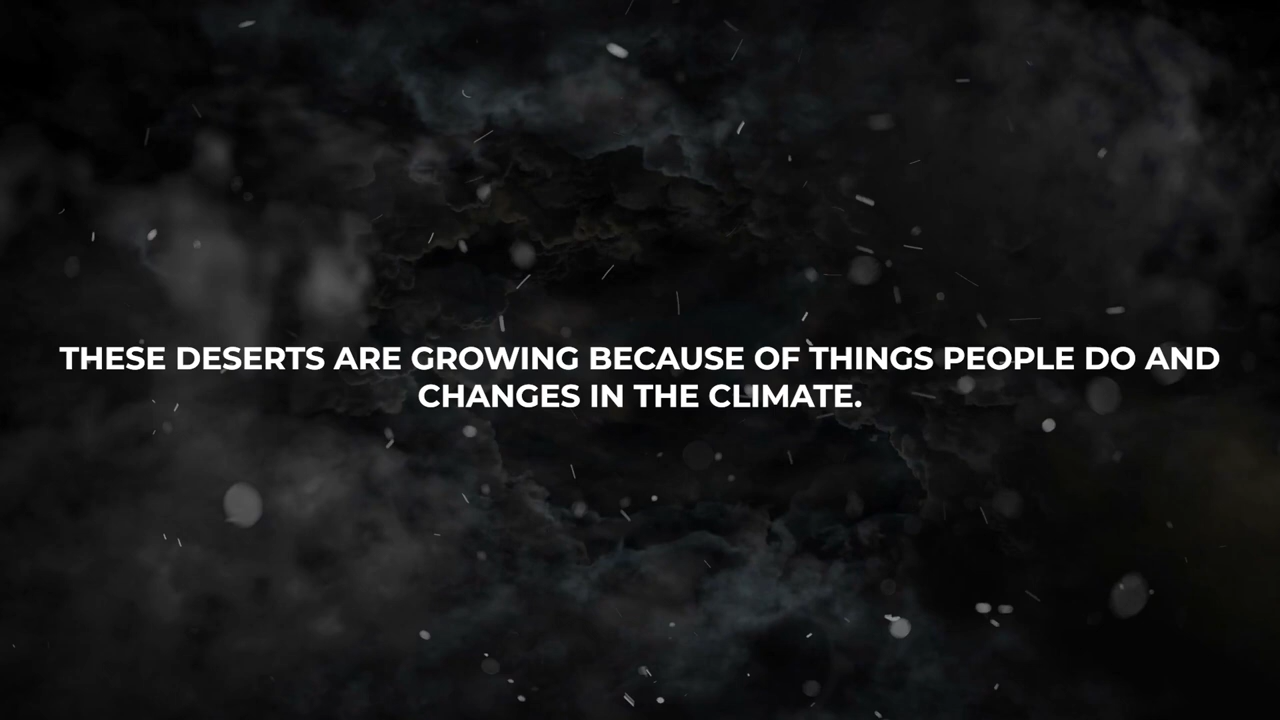 THESE DESERTS ARE GROWING BECAUSE OF THINGS PEOPLE DO AND
CHANGES IN THE CLIMATE.